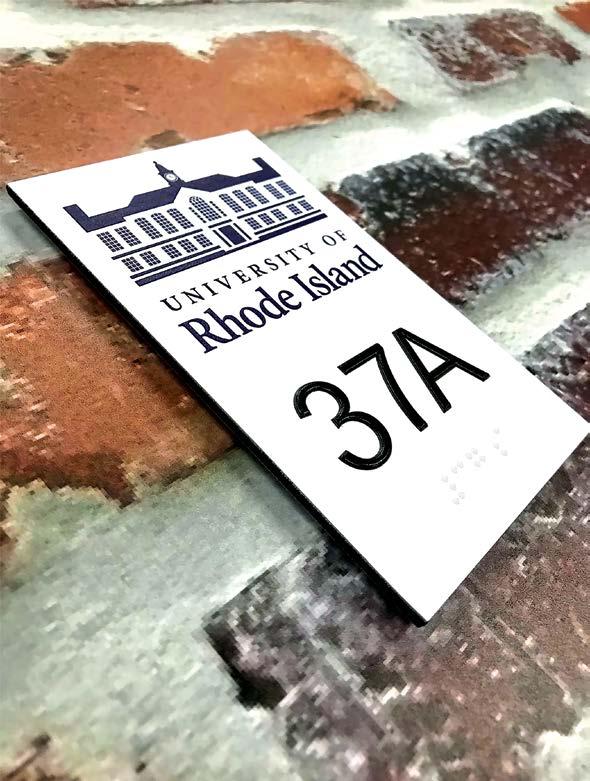 UNIVERSITY OF
Rhode Island
37A